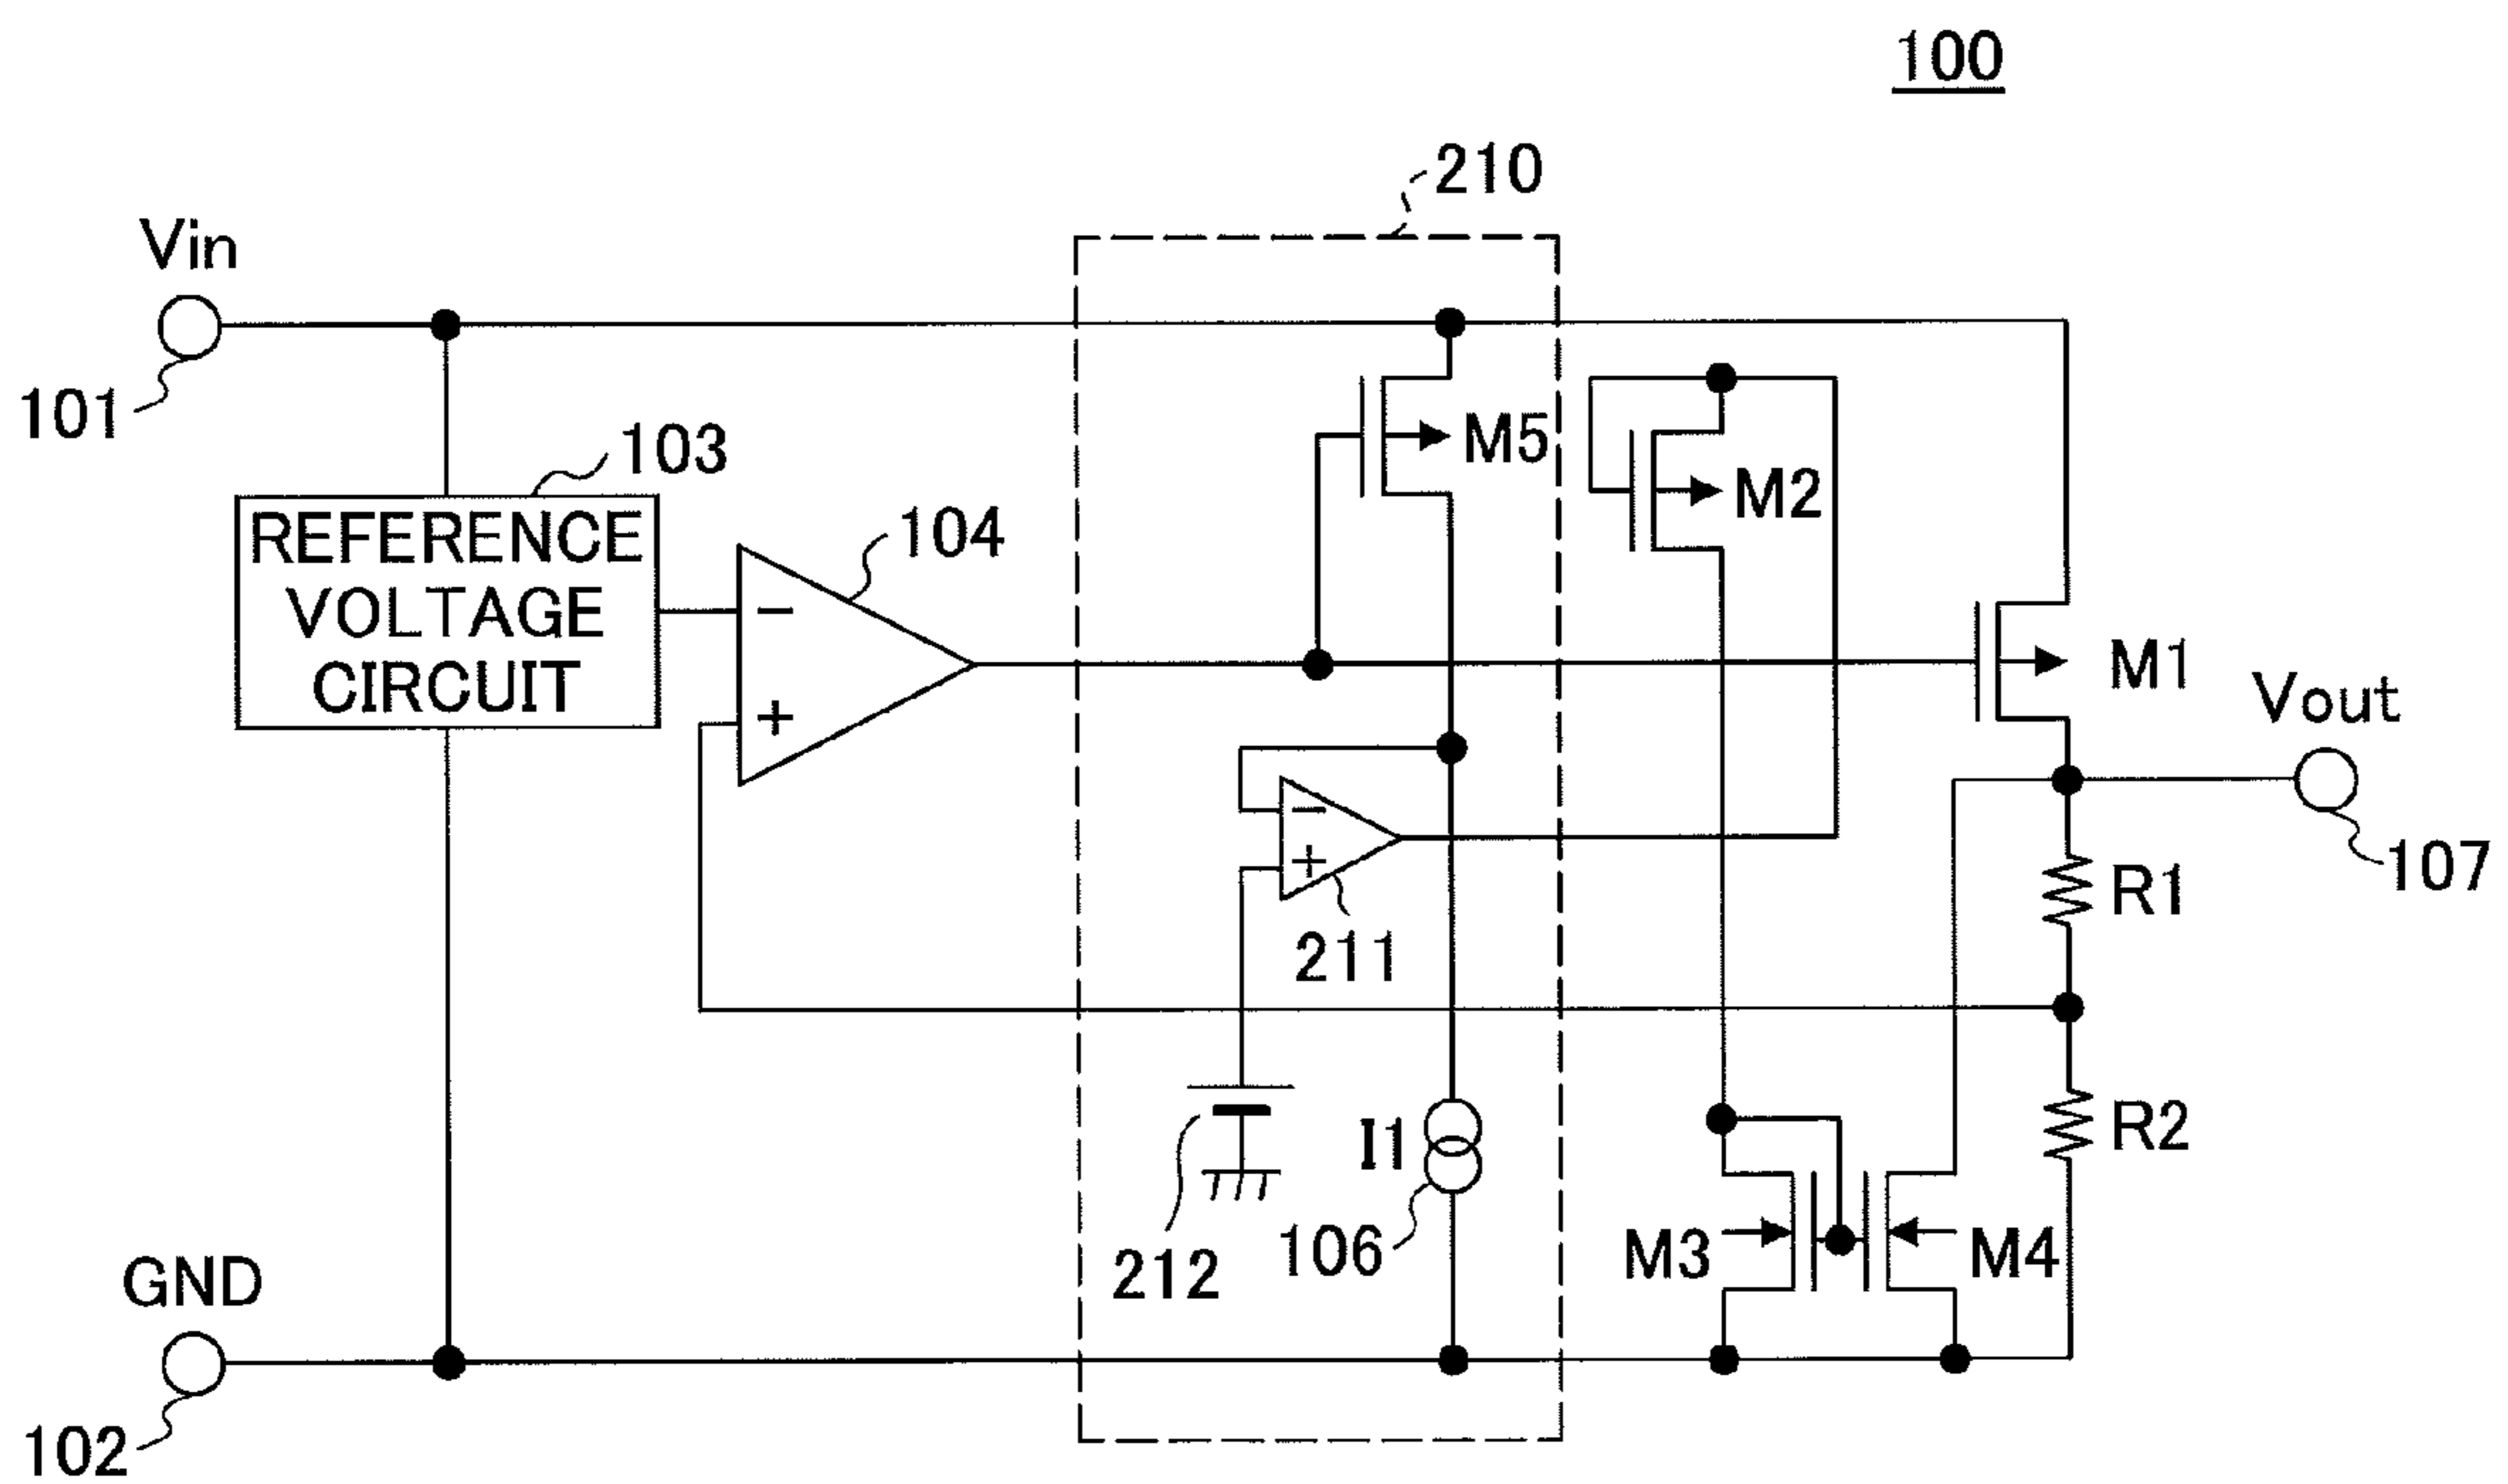 100
210
Vin
101
103
REFERENCE
VOLTAGE
CIRCUIT
104
−
+
M5
M2
M1
Vout
107
−
+
211
R1
R2
I1
106
212
M3
M4
GND
102